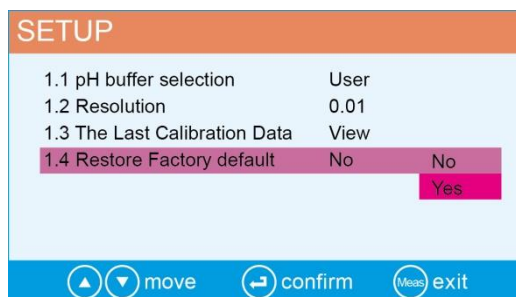 SETUP
1.1 pH buffer selection User
1.2 Resolution 0.01
1.3 The Last Calibration Data View
1.4 Restore Factory default No No
Yes
move confirm Meas exit